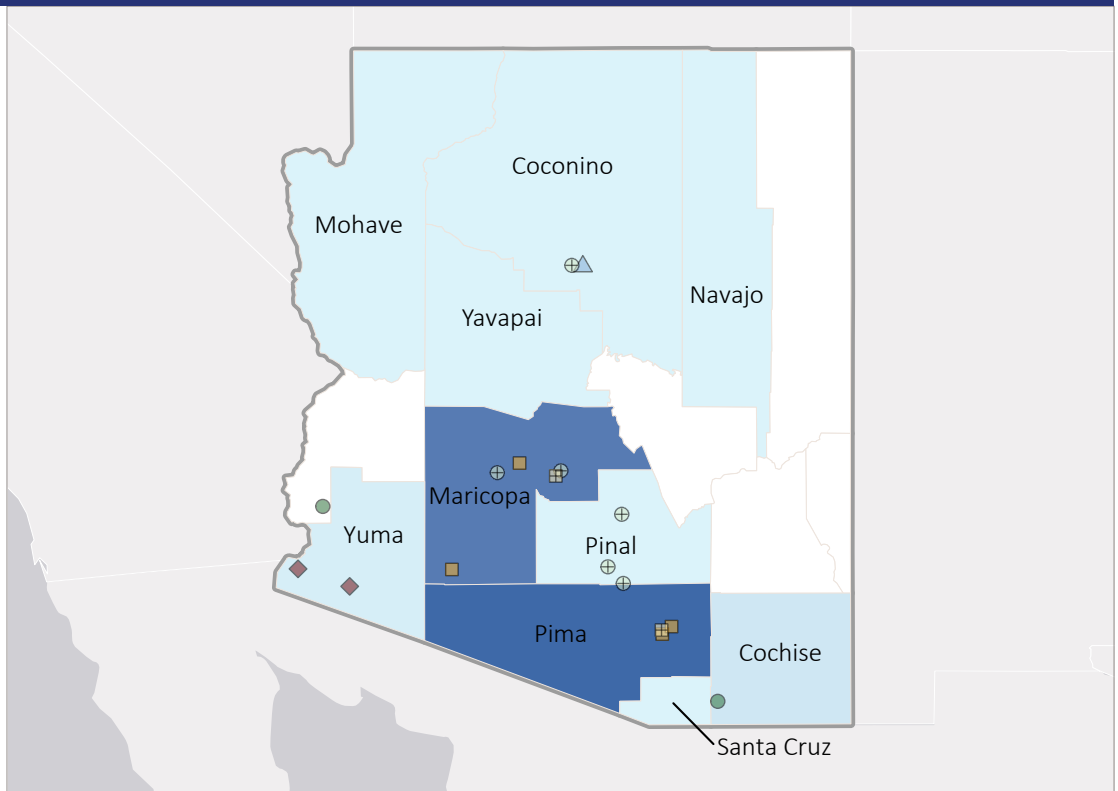 Coconino
Mohave
Navajo
Yavapai
Maricopa
Yuma
Pinal
Pima
Cochise
Santa Cruz